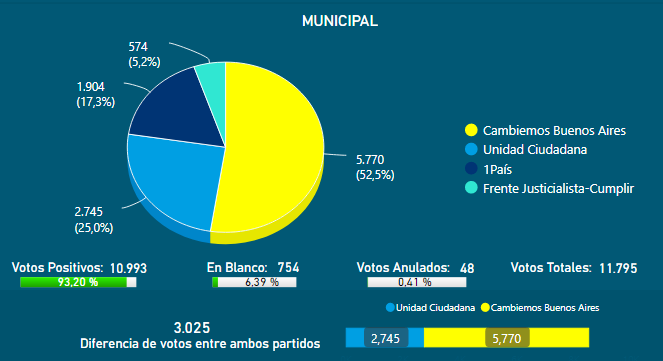 MUNICIPAL
574
(5,2%)
1.904
(17,3%)
5.770
(52,5%)
2.745
(25,0%)
Cambiemos Buenos Aires
Unidad Ciudadana
1País
Frente Justicialista-Cumplir
Votos Positivos: 10.993
93,20 %
En Blanco: 754
6,39 %
Votos Anulados: 48
0,41 %
Votos Totales: 11.795
Unidad Ciudadana Cambiemos Buenos Aires
3.025
Diferencia de votos entre ambos partidos
2,745 5,770